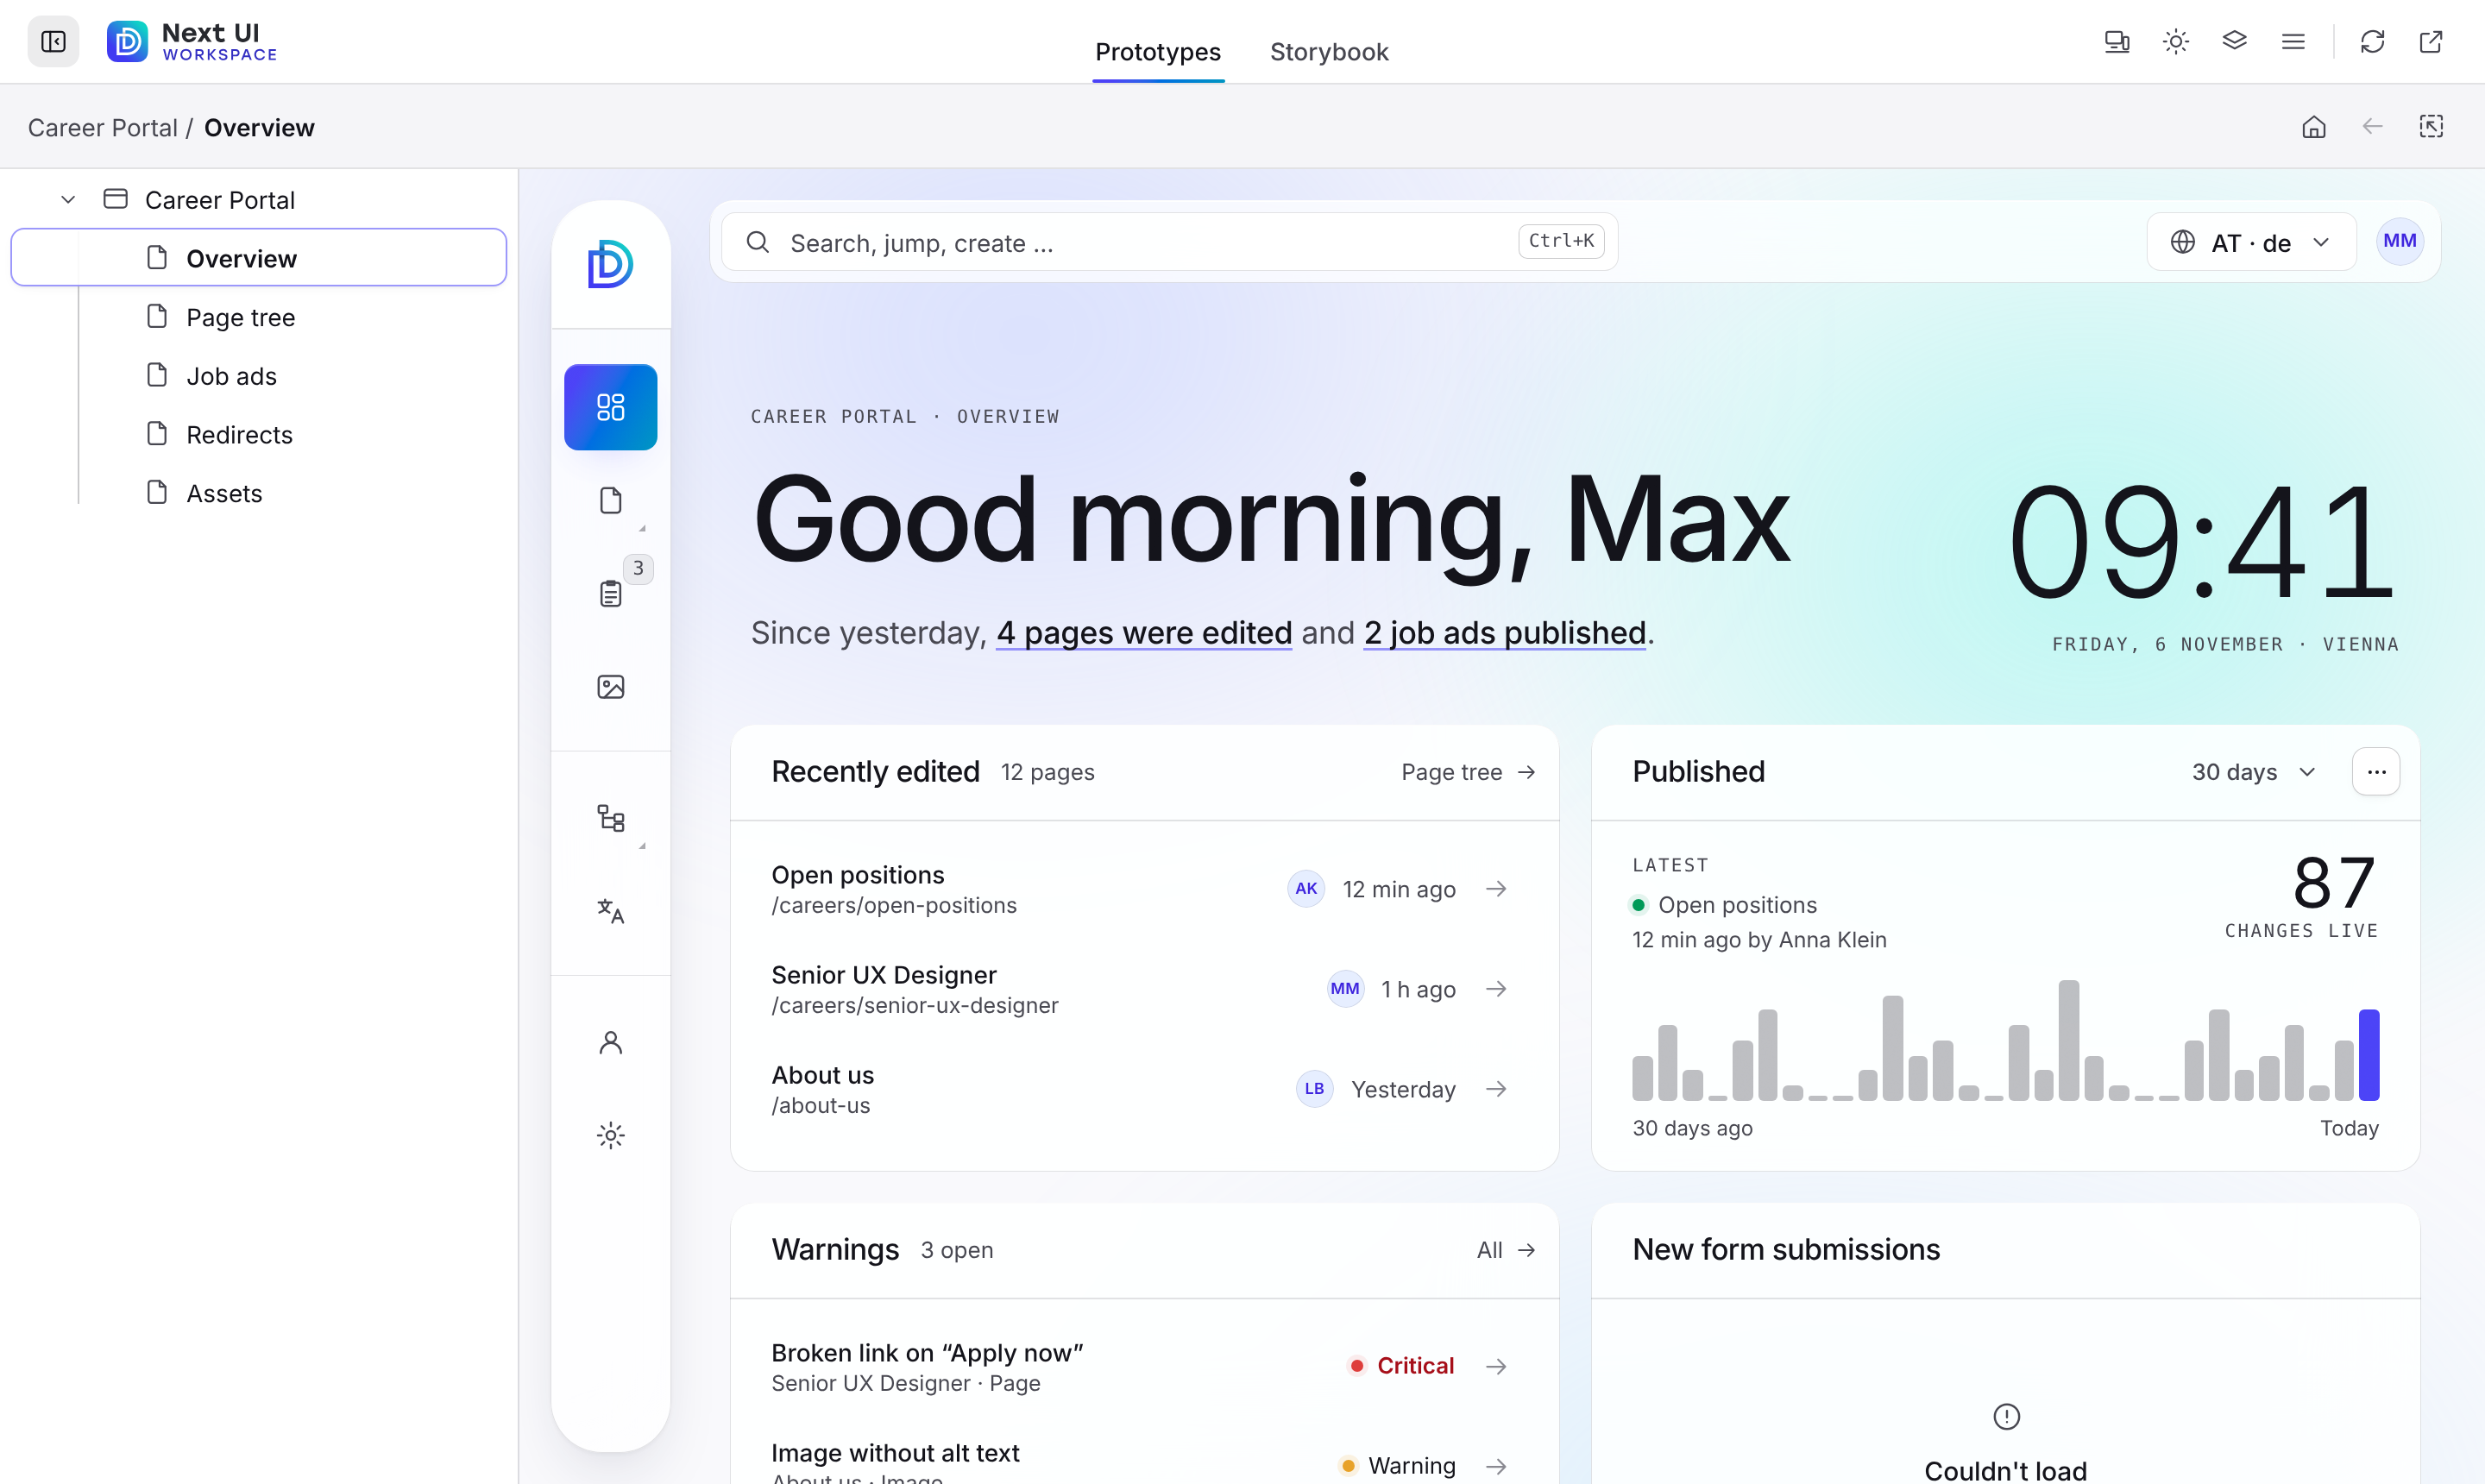 Next UI
WORKSPACE
Prototypes
Storybook
Career Portal / Overview
Career Portal
Overview
Page tree
Job ads
Redirects
Assets
Search, jump, create ...
Ctrl+K
AT · de
MM
CAREER PORTAL · OVERVIEW
Good morning, Max
09:41
Since yesterday, 4 pages were edited and 2 job ads published.
FRIDAY, 6 NOVEMBER · VIENNA
3
Recently edited 12 pages
Page tree
Open positions
/careers/open-positions
AK 12 min ago
Senior UX Designer
/careers/senior-ux-designer
MM 1 h ago
About us
/about-us
LB Yesterday
Published
30 days
LATEST
Open positions
12 min ago by Anna Klein
87
CHANGES LIVE
30 days ago
Today
Warnings 3 open
All
Broken link on “Apply now”
Senior UX Designer · Page
Critical
Image without alt text
About us · Image
Warning
New form submissions
Couldn't load